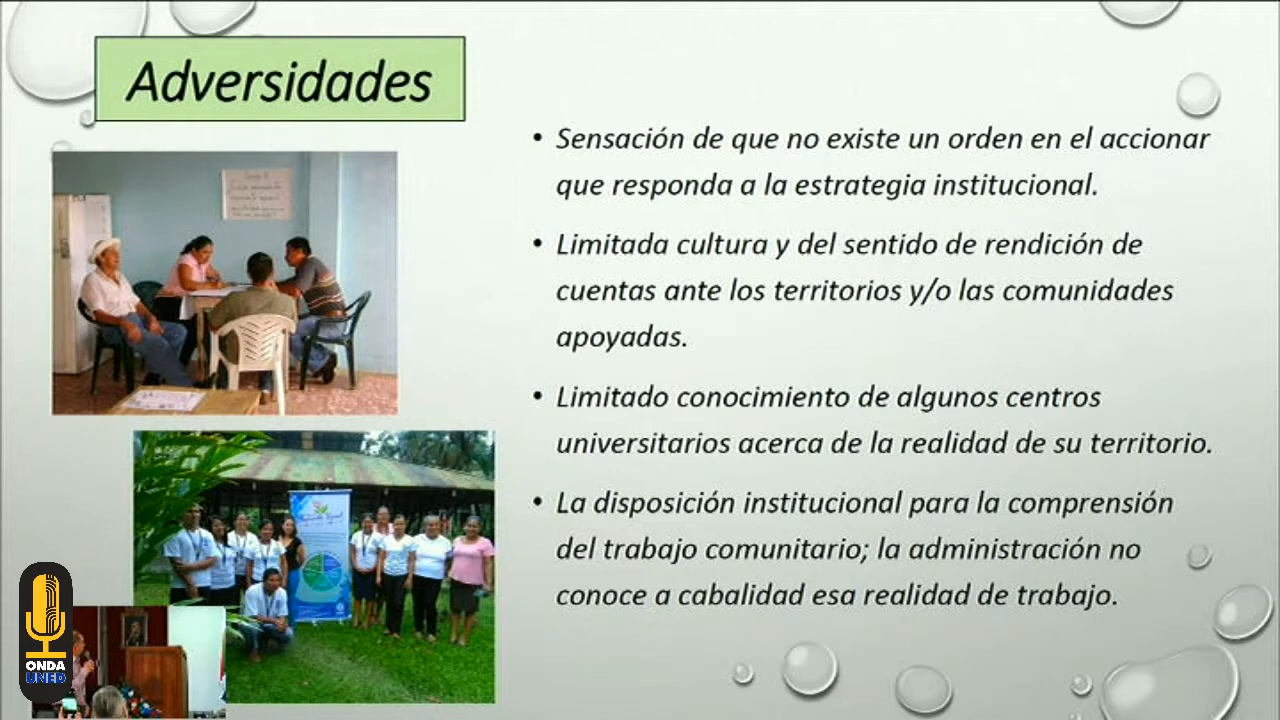 Adversidades
• Sensación de que no existe un orden en el accionar
que responda a la estrategia institucional.
• Limitada cultura y del sentido de rendición de
cuentas ante los territorios y/o las comunidades
apoyadas.
• Limitado conocimiento de algunos centros
universitarios acerca de la realidad de su territorio.
• La disposición institucional para la comprensión
del trabajo comunitario; la administración no
conoce a cabalidad esa realidad de trabajo.
ONDA
UNED